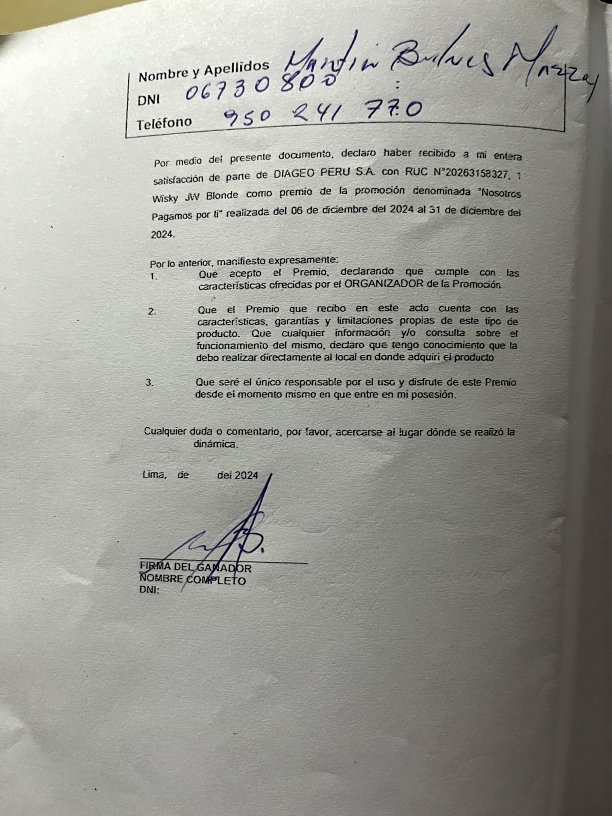 Nombre y Apellidos Martin
DNI 06730800
Teléfono 950 241 770
Por medio del presente documento, declaro haber recibido a mi entera
satisfacción de parte de DIAGEO PERU S.A. con RUC N°20263158327, 1
Wisky JW Blonde como premio de la promoción denominada "Nosotros
Pagamos por ti" realizada del 06 de diciembre del 2024 al 31 de diciembre del
2024.
Por lo anterior, manifiesto expresamente:
1. Que acepto el Premio, declarando que cumple con las
características ofrecidas por el ORGANIZADOR de la Promoción
2. Que el Premio que recibo en este acto cuenta con las
características, garantías y limitaciones propias de este tipo de
producto. Que cualquier información y/o consulta sobre el
funcionamiento del mismo, declaro que tengo conocimiento que la
debo realizar directamente al local en donde adquirí el producto
3. Que seré el único responsable por el uso y disfrute de este Premio
desde el momento mismo en que entre en mi posesión.
Cualquier duda o comentario, por favor, acercarse al lugar dónde se realizó la
dinámica.
Lima, de del 2024
FIRMA DEL GANADOR
NOMBRE COMPLETO
DNI: